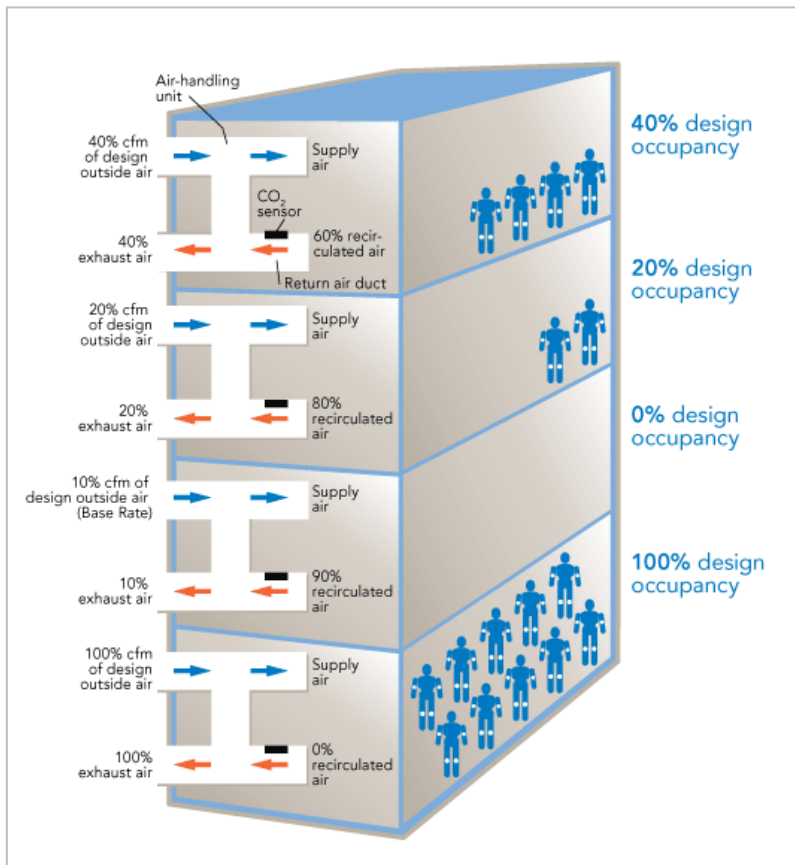 Air-handling
unit
40% cfm
of design
outside air
Supply
air
CO2
sensor
40%
exhaust air
60% recir-
culated air
Return air duct
40% design
occupancy
20% cfm
of design
outside air
Supply
air
20%
exhaust air
80%
recirculated
air
20% design
occupancy
10% cfm of
design outside air
(Base Rate)
Supply
air
10%
exhaust air
90%
recirculated
air
0% design
occupancy
100% cfm
of design
outside air
Supply
air
100%
exhaust air
0%
recirculated
air
100% design
occupancy